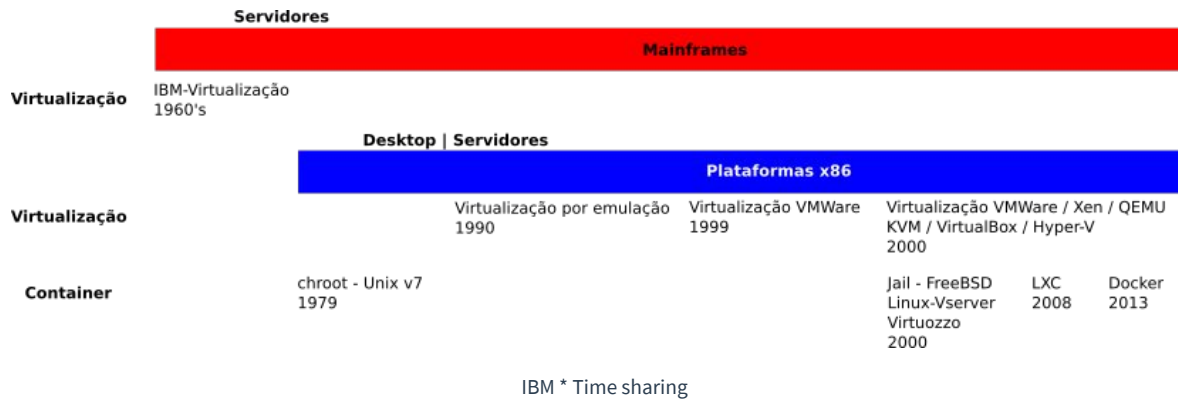 Servidores
Mainframes
Virtualização
IBM-Virtualização
1960's
Desktop | Servidores
Plataformas x86
Virtualização
Virtualização por emulação
1990
Virtualização VMWare
1999
Virtualização VMWare / Xen / QEMU
KVM / VirtualBox / Hyper-V
2000
Container
chroot - Unix v7
1979
Jail - FreeBSD
Linux-Vserver
Virtuozzo
2000
LXC
2008
Docker
2013
IBM * Time sharing